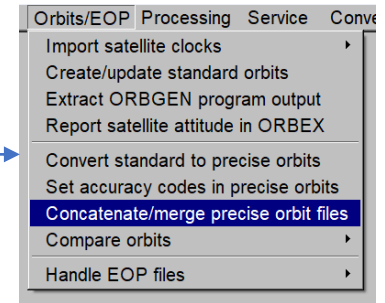 Orbits/EOP Processing Service Conve
Import satellite clocks
Create/update standard orbits
Extract ORBGEN program output
Report satellite attitude in ORBEX
Convert standard to precise orbits
Set accuracy codes in precise orbits
Concatenate/merge precise orbit files
Compare orbits
Handle EOP files